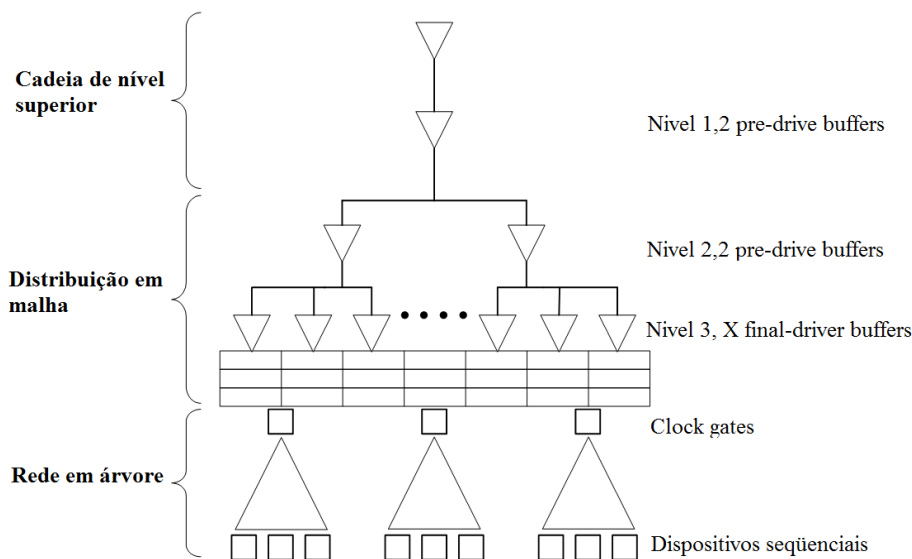 Cadeia de nível
superior
Nivel 1,2 pre-drive buffers
Nivel 2,2 pre-drive buffers
Distribuição em
malha
Nivel 3, X final-driver buffers
Clock gates
Rede em árvore
Dispositivos seqüenciais